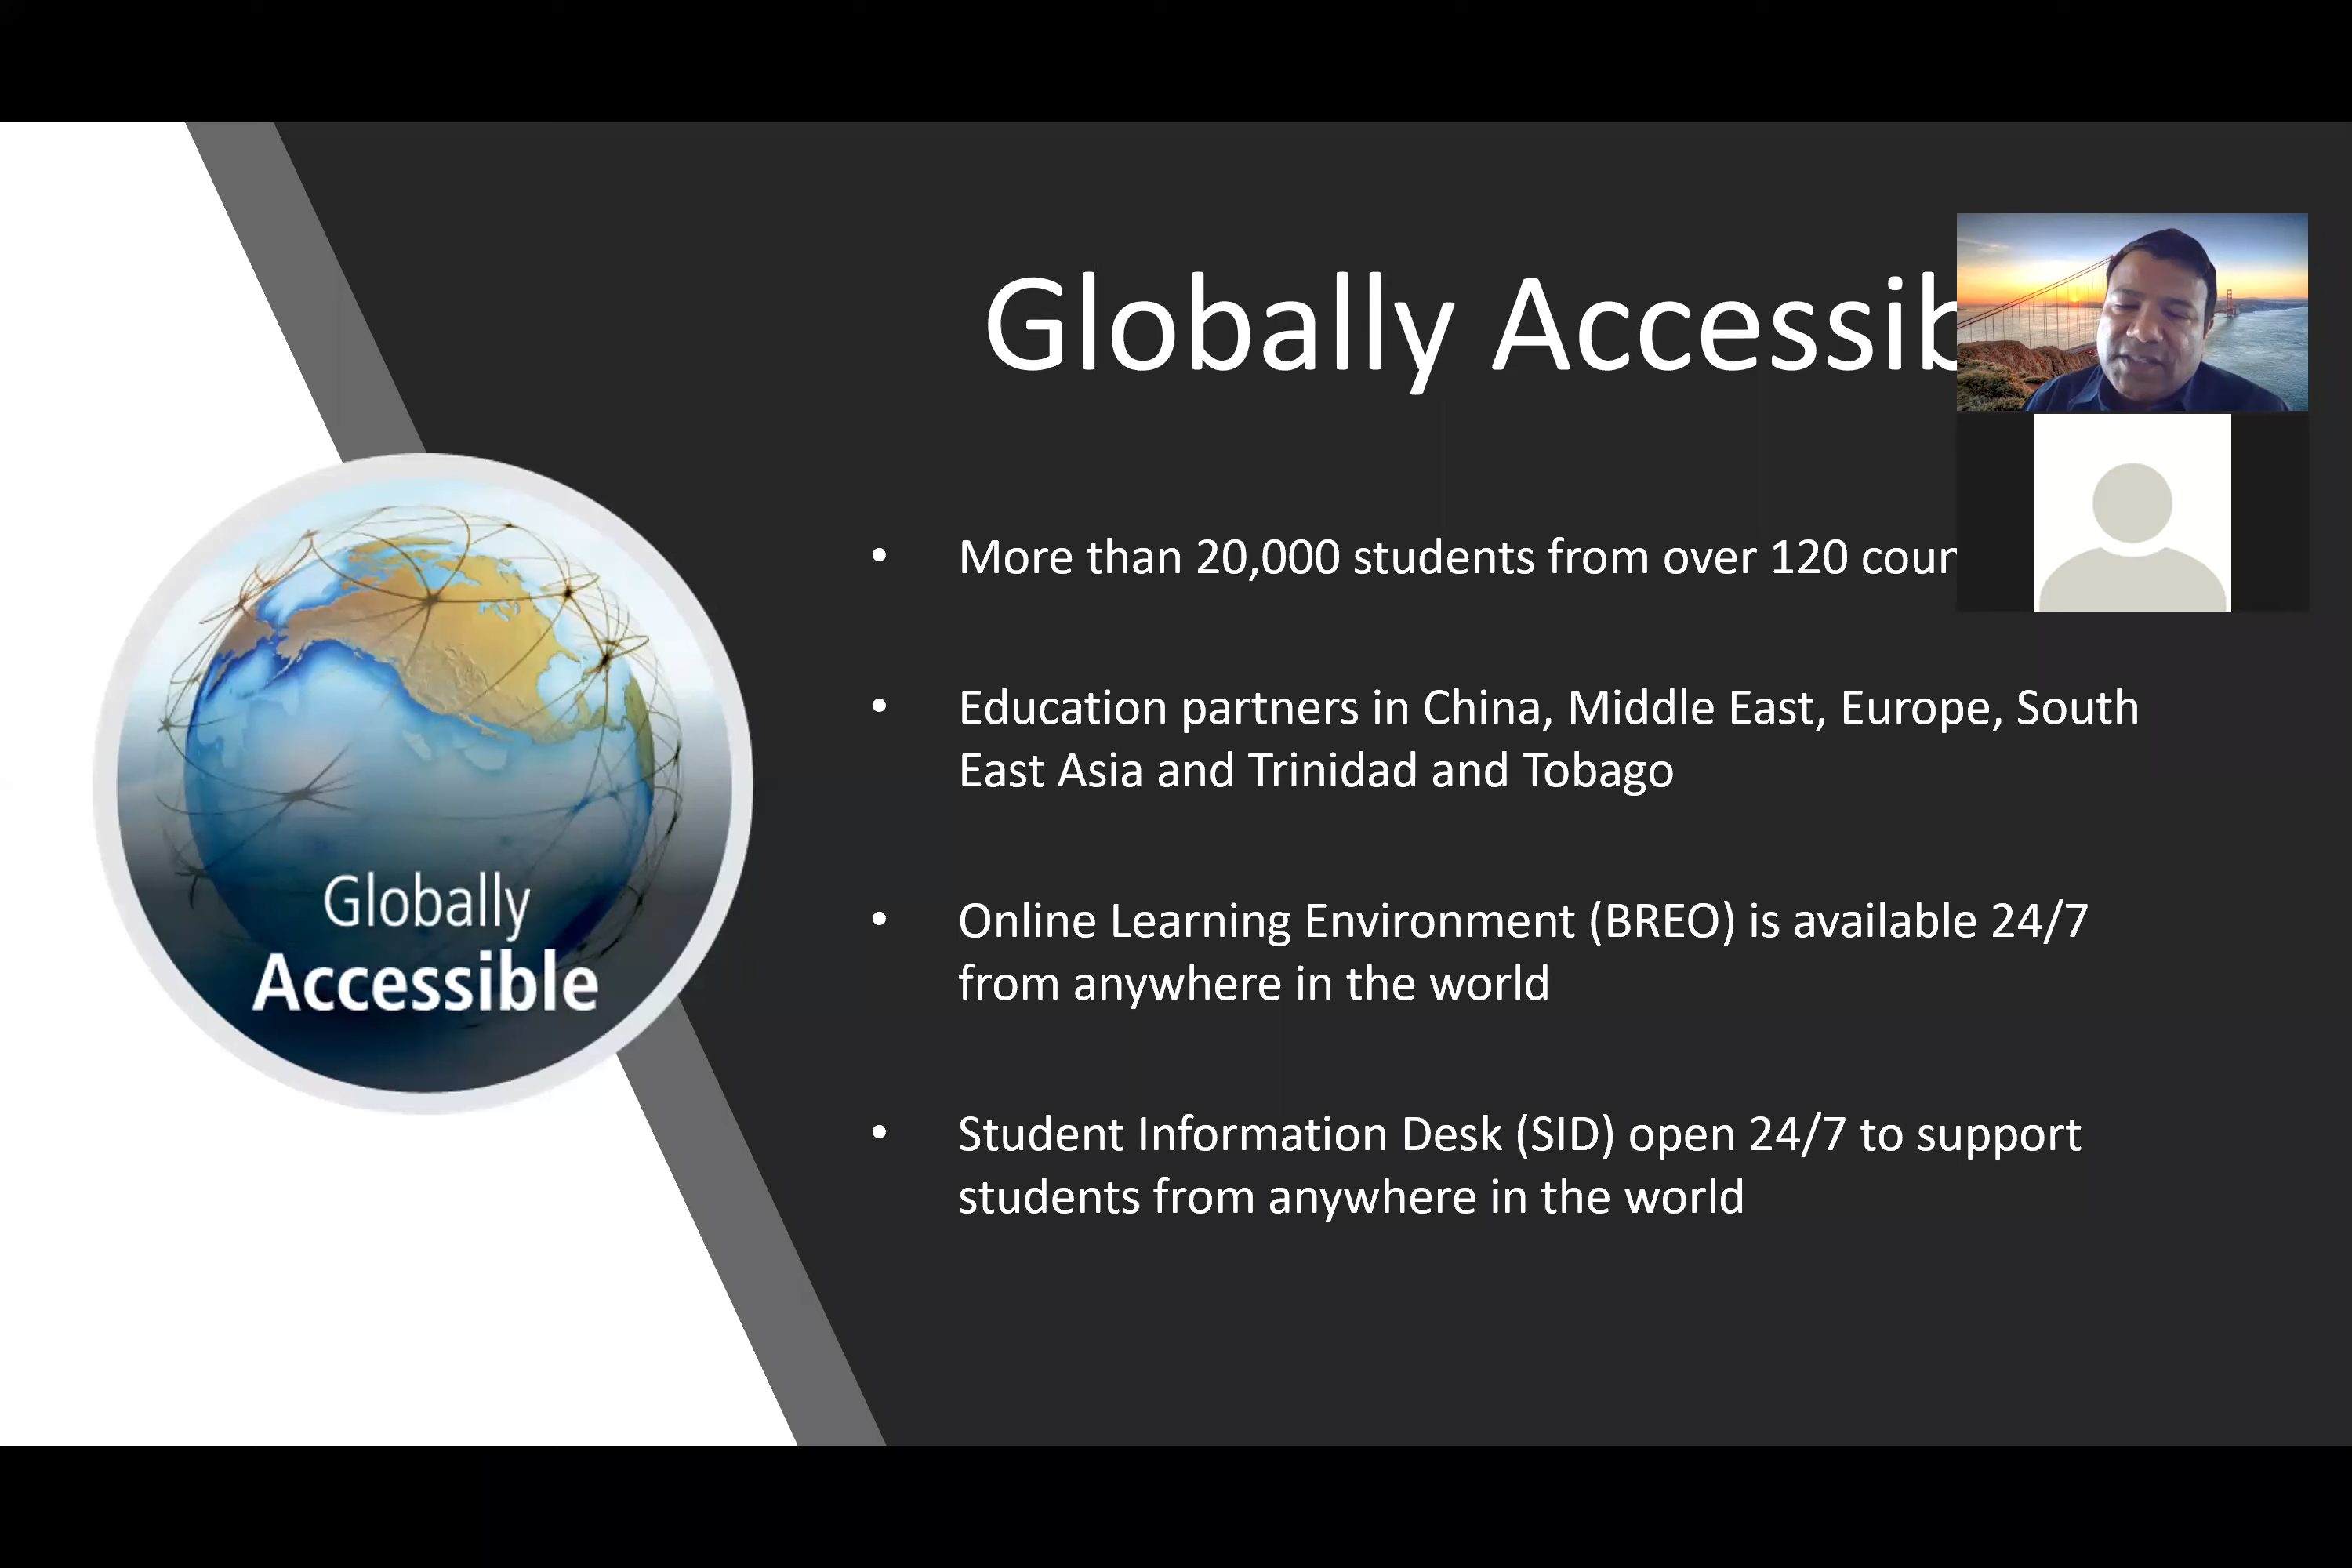 Globally Accessib
• More than 20,000 students from over 120 coun
• Education partners in China, Middle East, Europe, South
East Asia and Trinidad and Tobago
• Online Learning Environment (BREO) is available 24/7
from anywhere in the world
• Student Information Desk (SID) open 24/7 to support
students from anywhere in the world
Globally
Accessible